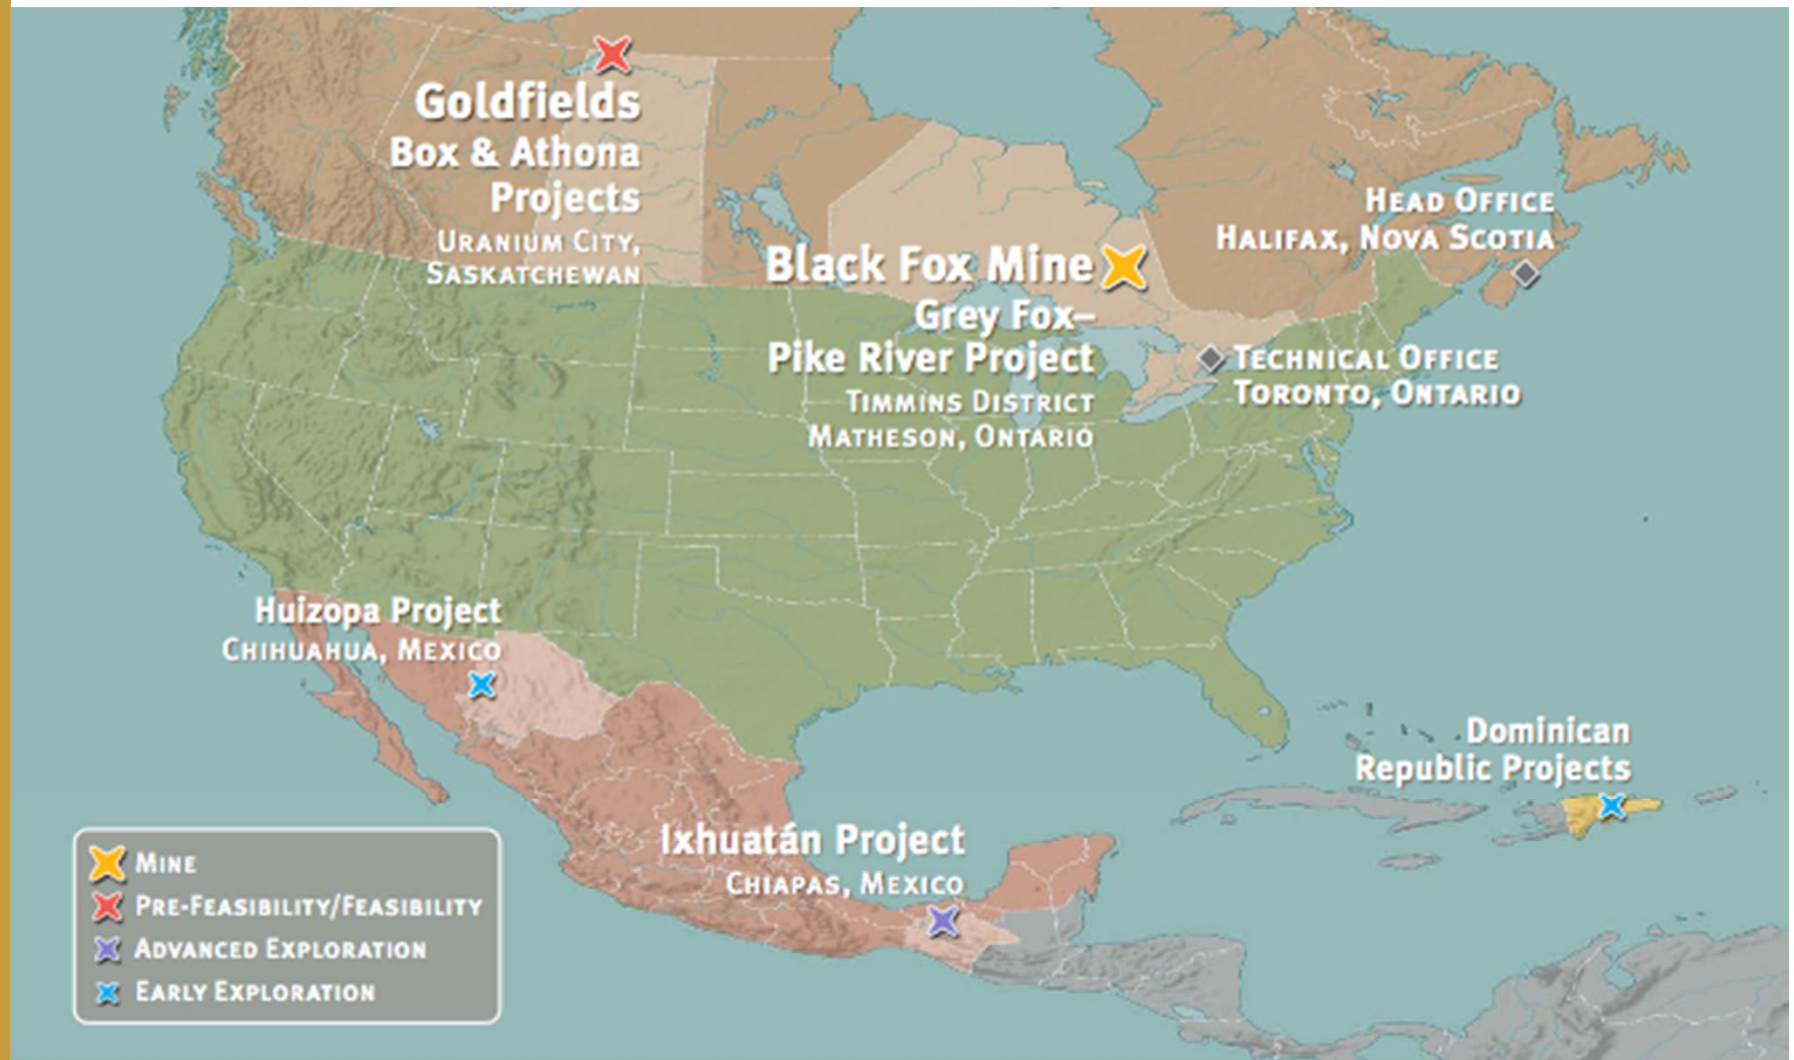 Goldfields
Box & Athona
Projects
Uranium City,
Saskatchewan
Head Office
Halifax, Nova Scotia
Black Fox Mine
Grey Fox–
Pike River Project
Timmins District
Matheson, Ontario
Technical Office
Toronto, Ontario
Huizopa Project
Chihuahua, Mexico
Dominican
Republic Projects
Ixhuatán Project
Chiapas, Mexico
Mine
Pre-Feasibility/Feasibility
Advanced Exploration
Early Exploration